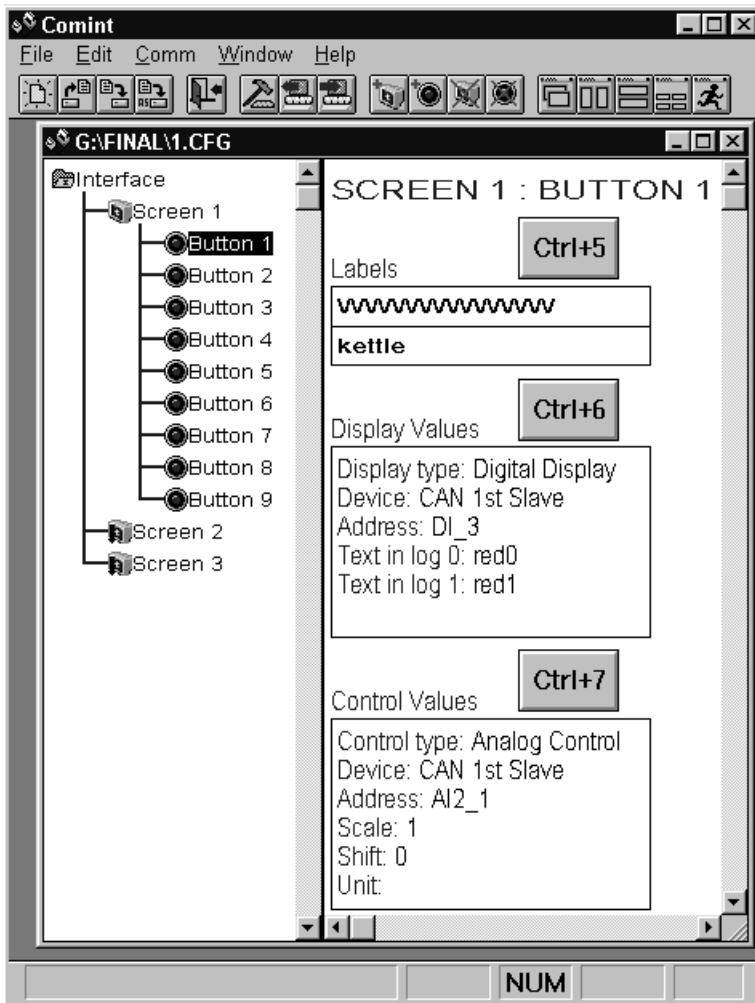 Comint
File Edit Comm Window Help
G:\FINAL\1.CFG
Interface
Screen 1
Button 1
Button 2
Button 3
Button 4
Button 5
Button 6
Button 7
Button 8
Button 9
Screen 2
Screen 3
SCREEN 1 : BUTTON 1
Ctrl+5
Labels
kettle
Ctrl+6
Display Values
Display type: Digital Display
Device: CAN 1st Slave
Address: DI_3
Text in log 0: red0
Text in log 1: red1
Ctrl+7
Control Values
Control type: Analog Control
Device: CAN 1st Slave
Address: AI2_1
Scale: 1
Shift: 0
Unit:
NUM